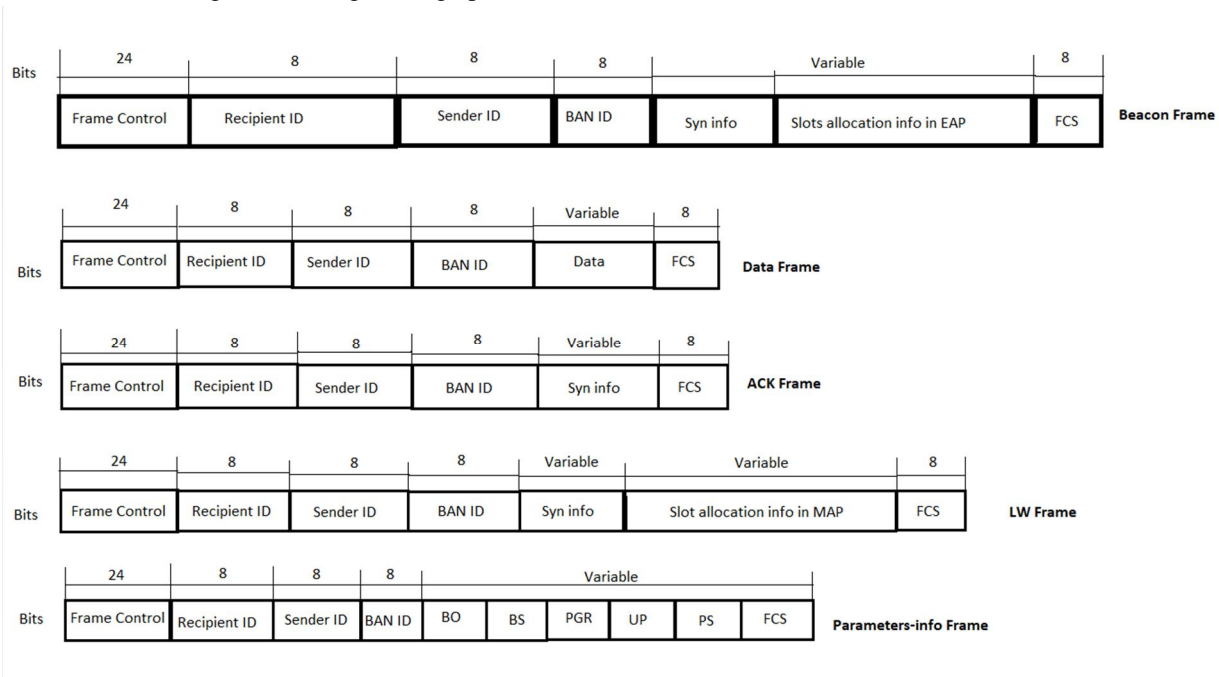 24 8 8 8 Variable 8
Bits
Frame Control Recipient ID Sender ID BAN ID Syn info Slots allocation info in EAP FCS Beacon Frame
24 8 8 8 Variable 8
Bits Frame Control Recipient ID Sender ID BAN ID Data FCS Data Frame
24 8 8 8 Variable 8
Bits Frame Control Recipient ID Sender ID BAN ID Syn info FCS ACK Frame
24 8 8 8 Variable Variable 8
Bits Frame Control Recipient ID Sender ID BAN ID Syn info Slot allocation info in MAP FCS LW Frame
24 8 8 8 Variable
Bits Frame Control Recipient ID Sender ID BAN ID BO BS PGR UP PS FCS Parameters-info Frame